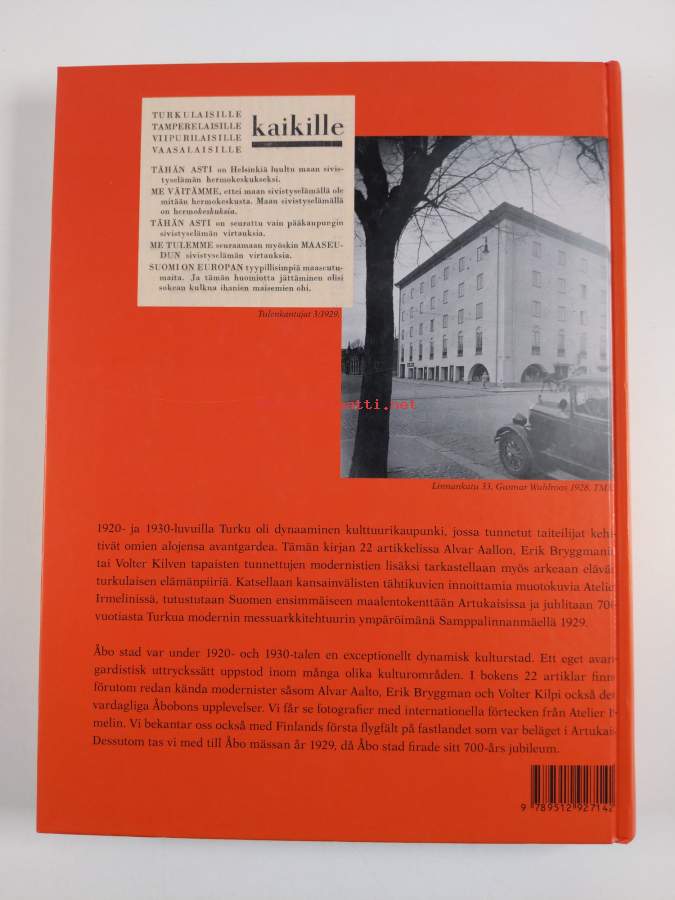 TURKULAISILLE
TAMPERELAISILLE
VIIPURILAISILLE
VAASALAISILLE
kaikille
TÄHÄN ASTI on Helsinkiä luultu maan sivis-
tyselämän hermokeskukseksi.
ME VÄITÄMME, ettei maan sivistyselämällä ole
mitään hermokeskusta. Maan sivistyselämällä
on hermokeskuksia.
TÄHÄN ASTI on seurattu vain pääkaupungin
sivistyselämän virtauksia.
ME TULEMME seuraamaan myöskin MAASEU-
DUN sivistyselämän virtauksia.
SUOMI ON EUROPAN tyypillisimpiä maaseutu-
maita. Ja tämän huomiotta jättäminen olisi
sokean kulkua ihanien maisemien ohi.
Tulenkantajat 3/1929.
Linnankatu 33, Gunnar Wahlroos 1928. TMK
1920- ja 1930-luvuilla Turku oli dynaaminen kulttuurikaupunki, jossa tunnetut taiteilijat kehit-
tivät omien alojensa avantgardea. Tämän kirjan 22 artikkelissa Alvar Aallon, Erik Bryggmanin
tai Volter Kilven tapaisten tunnettujen modernistien lisäksi tarkastellaan myös arkeaan elävän
turkulaisen elämänpiiriä. Katsellaan kansainvälisten tähtikuvien innoittamia muotokuvia Atelier
Irmelinissä, tutustutaan Suomen ensimmäiseen maalentokenttään Artukaisissa ja juhlitaan 700-
vuotiasta Turkua modernin messuarkkitehtuurin ympäröimänä Samppalinnanmäellä 1929.
Åbo stad var under 1920- och 1930-talen en exceptionellt dynamisk kulturstad. Ett eget avan-
gardistisk uttryckssätt uppstod inom många olika kulturområden. I bokens 22 artiklar finns
förutom redan kända modernister såsom Alvar Aalto, Erik Bryggman och Volter Kilpi också det
vardagliga Åbobons upplevelser. Vi får se fotografier med internationella förtecken från Atelier Ir-
melin. Vi bekantar oss också med Finlands första flygfält på fastlandet som var beläget i Artukai-
Dessutom tas vi med till Åbo mässan år 1929, då Åbo stad firade sitt 700-års jubileum.
9 789512 927142